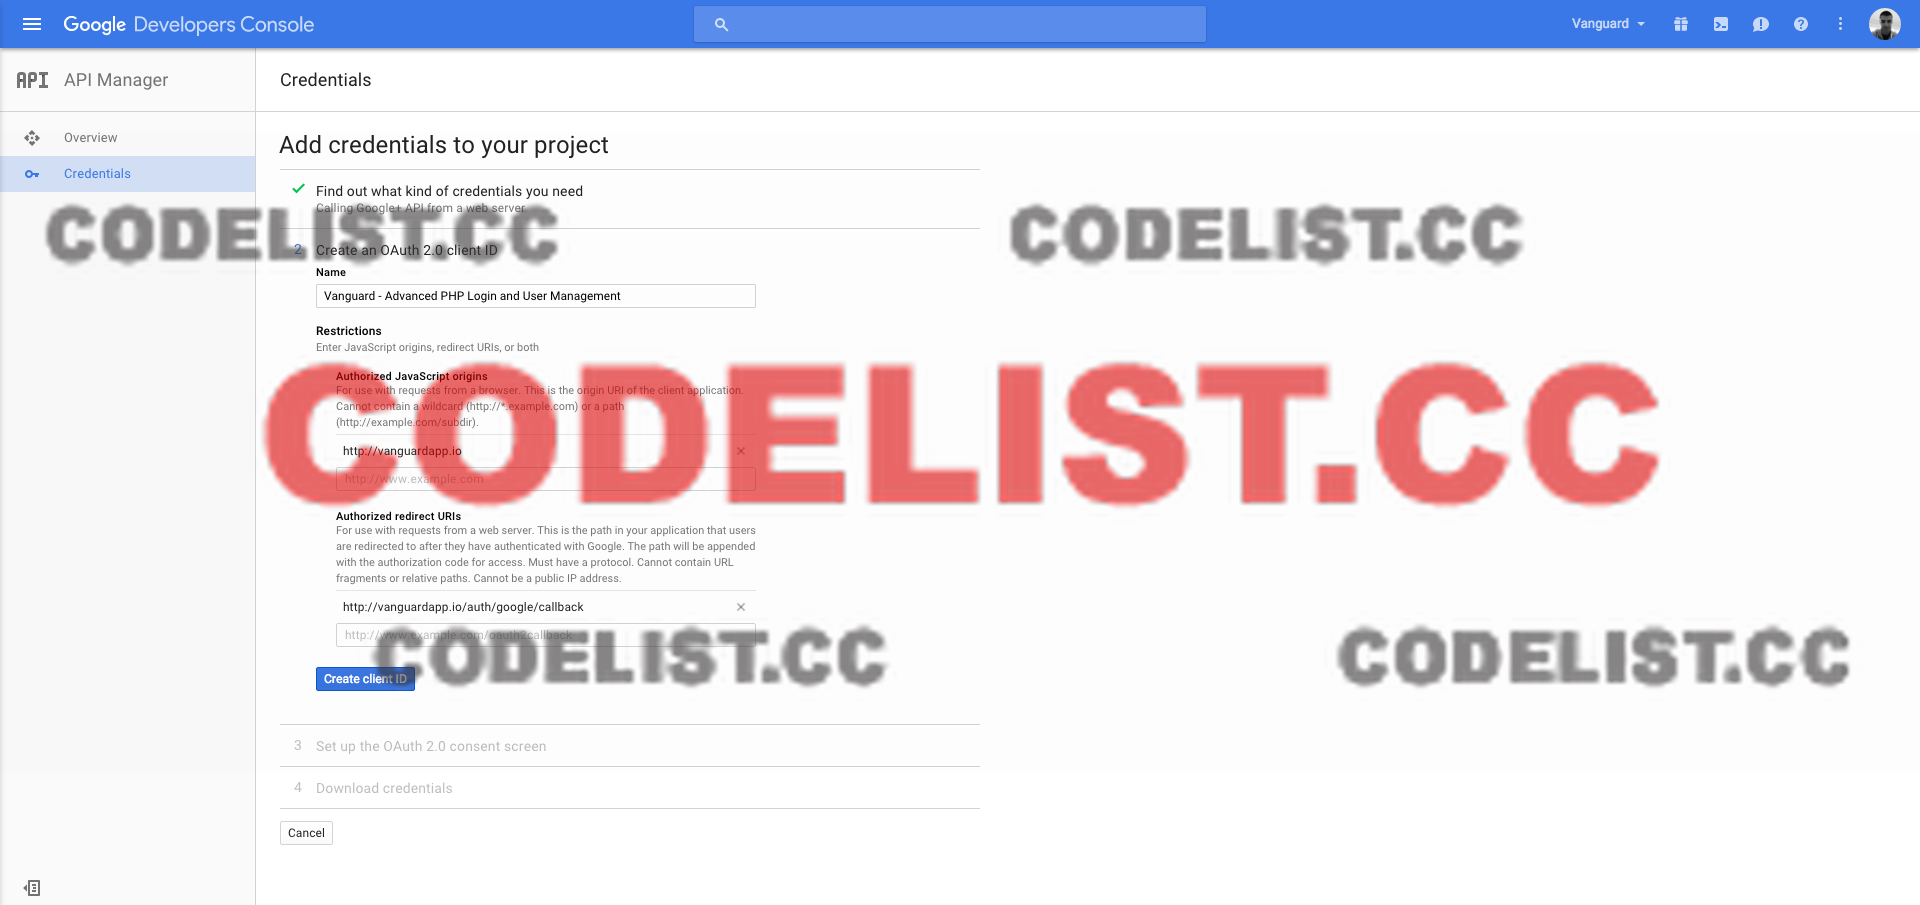 Google Developers Console
Vanguard
API API Manager
Credentials
Overview
Credentials
Add credentials to your project
Find out what kind of credentials you need
Calling Google+ API from a web server
CODELIST.CC
CODELIST.CC
2 Create an OAuth 2.0 client ID
Name
Vanguard - Advanced PHP Login and User Management
Restrictions
Enter JavaScript origins, redirect URIs, or both
Authorized JavaScript origins
For use with requests from a browser. This is the origin URI of the client application.
Cannot contain a wildcard (http://*.example.com) or a path
(http://example.com/subdir).
CODELIST.CC
http://vanguardapp.io
http://www.example.com
Authorized redirect URIs
For use with requests from a web server. This is the path in your application that users
are redirected to after they have authenticated with Google. The path will be appended
with the authorization code for access. Must have a protocol. Cannot contain URL
fragments or relative paths. Cannot be a public IP address.
http://vanguardapp.io/auth/google/callback
http://www.example.com/oauth2callback
CODELIST.CC
CODELIST.CC
Create client ID
3 Set up the OAuth 2.0 consent screen
4 Download credentials
Cancel